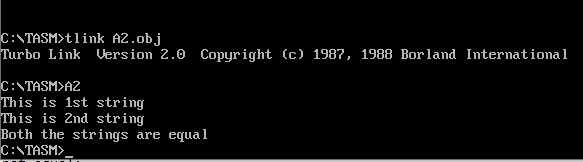 C:\TASM>tlink A2.obj
Turbo Link  Version 2.0  Copyright (c) 1987, 1988 Borland International
C:\TASM>A2
This is 1st string
This is 2nd string
Both the strings are equal
C:\TASM>_